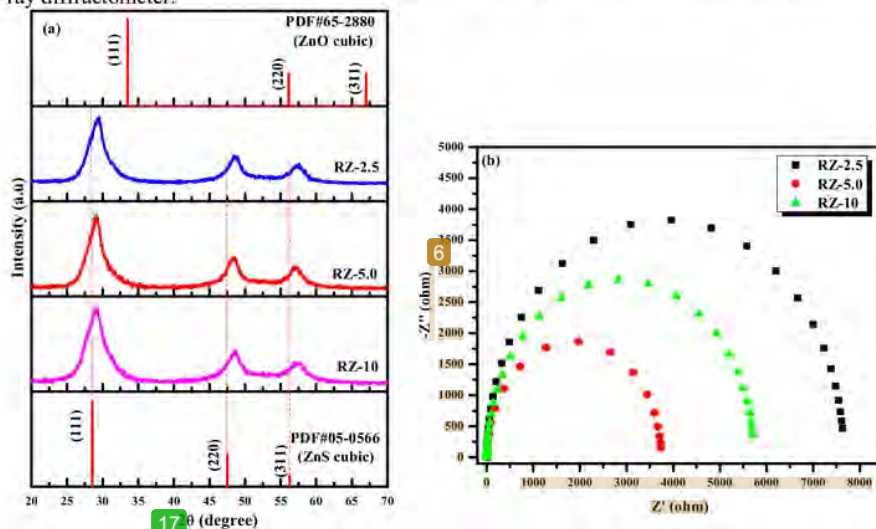 ray diffractometer.
(a)
PDF#65-2880
(ZnO cubic)
(111)
(220)
(311)
RZ-2.5
RZ-5.0
RZ-10
(111)
(220)
(311)
PDF#05-0566
(ZnS cubic)
Intensity (a.u)
20 25 30 35 40 45 50 55 60 65 70
17
2θ (degree)
(b)
RZ-2.5
RZ-5.0
RZ-10
5000
4500
4000
3500
3000
2500
2000
1500
1000
500
0
6
-Z'' (ohm)
0 1000 2000 3000 4000 5000 6000 7000 8000
Z' (ohm)